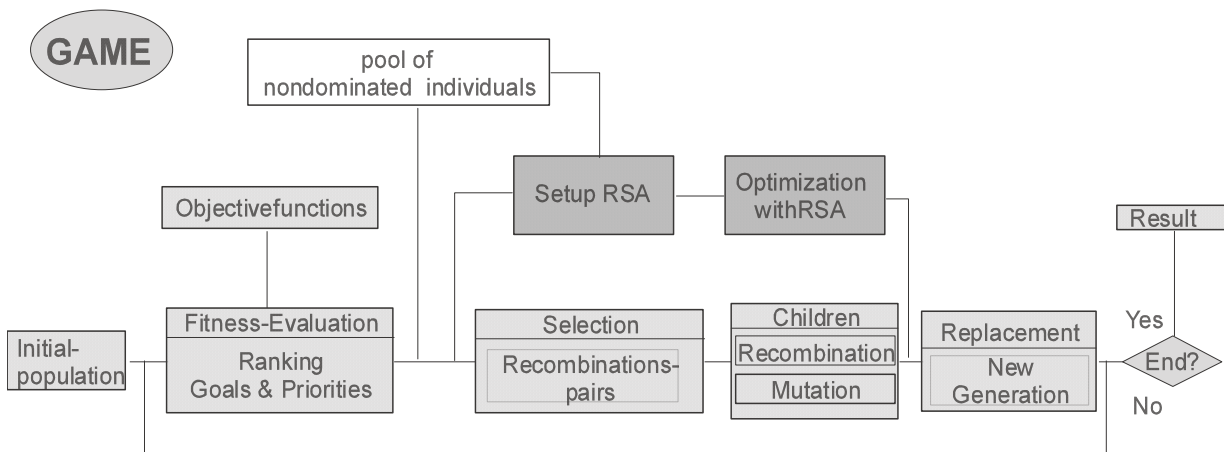 GAME
pool of
nondominated individuals
Setup RSA
Optimization
withRSA
Objectivefunctions
Result
Fitness-Evaluation
Ranking
Goals & Priorities
Initial-
population
Selection
Recombinations-
pairs
Children
Recombination
Mutation
Replacement
New
Generation
Yes
End?
No